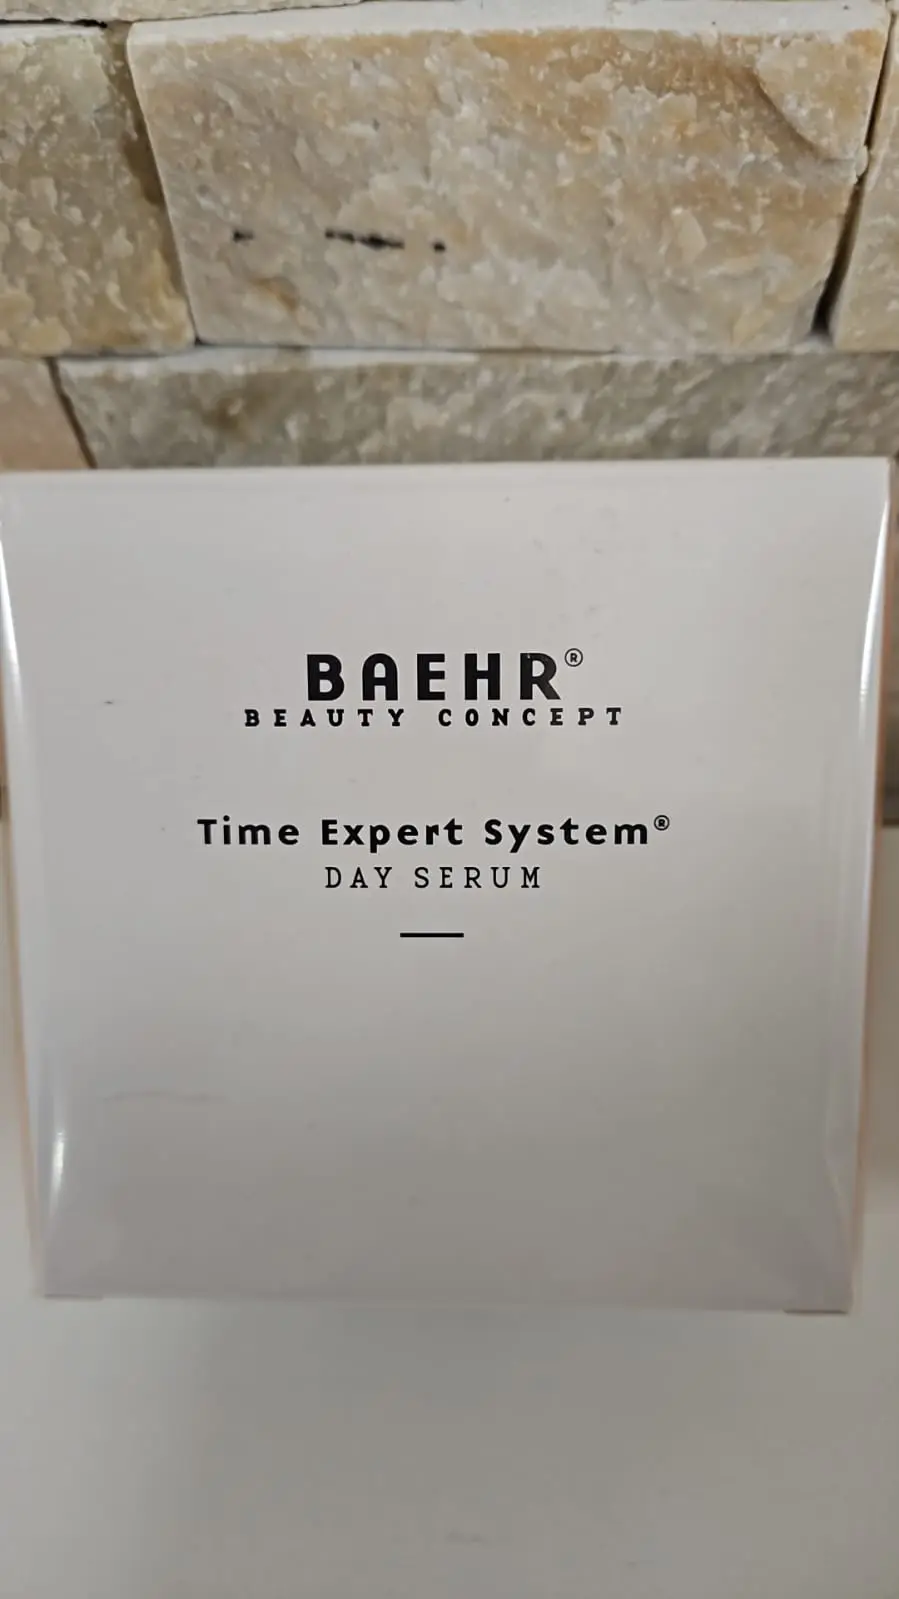 BAEHR®
BEAUTY CONCEPT
Time Expert System®
DAY SERUM